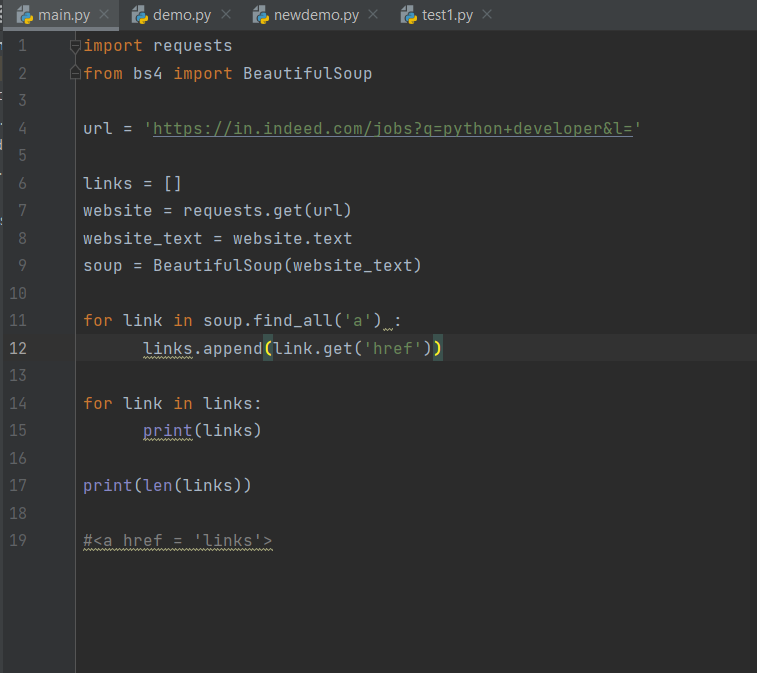 main.py demo.py newdemo.py test1.py
1 import requests
2 from bs4 import BeautifulSoup
3
4 url = 'https://in.indeed.com/jobs?q=python+developer&l='
5
6 links = []
7 website = requests.get(url)
8 website_text = website.text
9 soup = BeautifulSoup(website_text)
10
11 for link in soup.find_all('a') :
12       links.append(link.get('href'))
13
14 for link in links:
15       print(links)
16
17 print(len(links))
18
19 #<a href = 'links'>